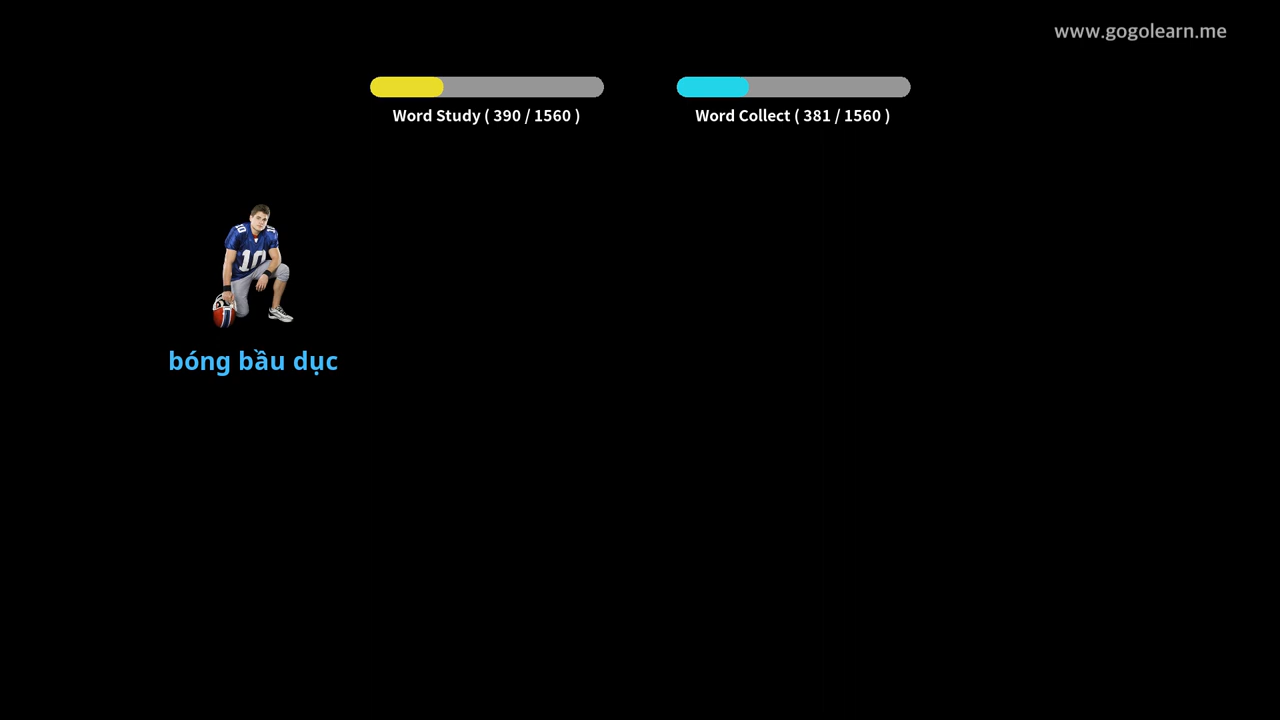 www.gogolearn.me
Word Study ( 390 / 1560 )
Word Collect ( 381 / 1560 )
10
bóng bầu dục